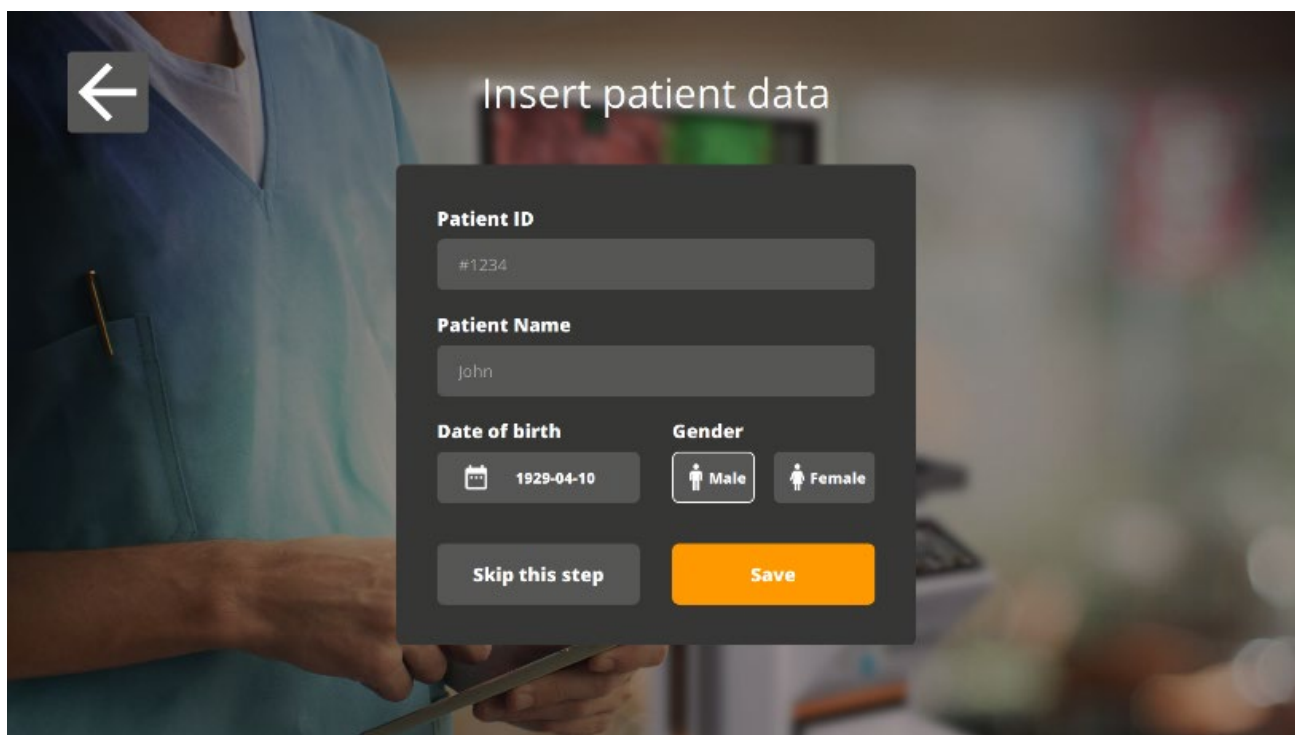 Insert patient data
Patient ID
#1234
Patient Name
John
Date of birth Gender
1929-04-10 Male Female
Skip this step Save